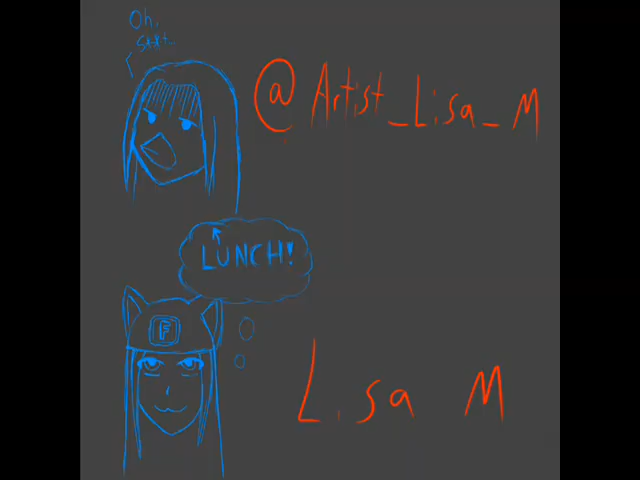 Oh,
S**t..
@Artist_Lisa_M
LUNCH!
F
Lisa M